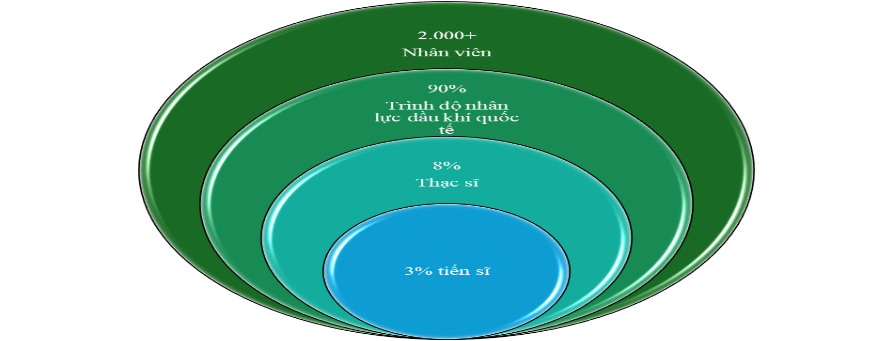 2.000+
Nhân viên
90%
Trình độ nhân
lực dầu khí quốc
tế
8%
Thạc sĩ
3% tiến sĩ